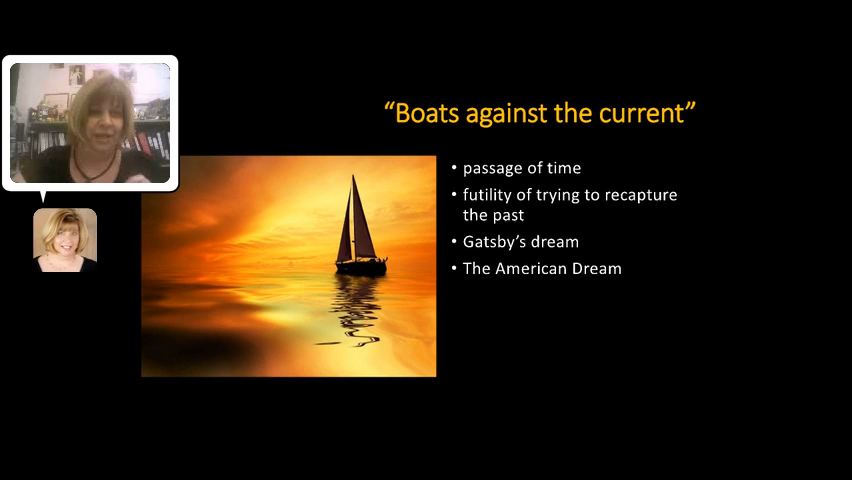 “Boats against the current”
• passage of time
• futility of trying to recapture
the past
• Gatsby’s dream
• The American Dream